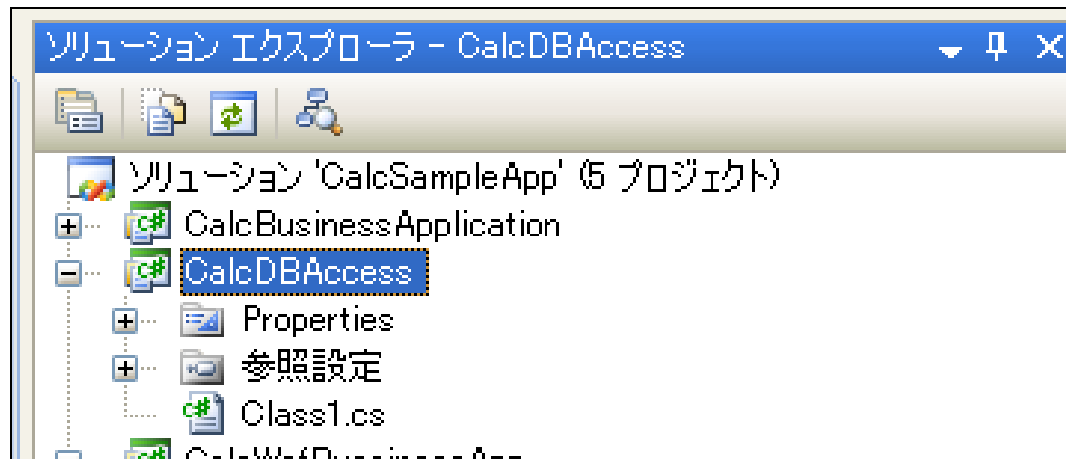 ソリューション エクスプローラ - CalcDBAccess
ソリューション 'CalcSampleApp' (5 プロジェクト)
CalcBusinessApplication
CalcDBAccess
Properties
参照設定
Class1.cs